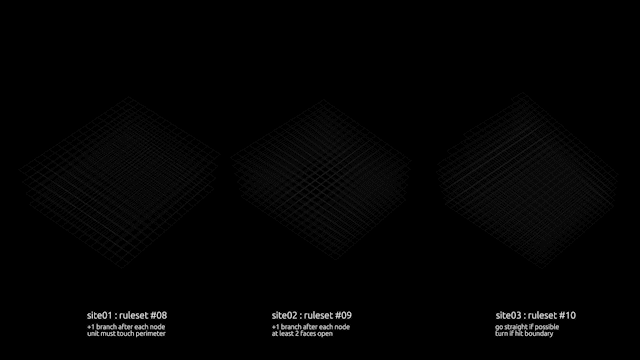 site01 : ruleset #08
+1 branch after each node
unit must touch perimeter
site02 : ruleset #09
+1 branch after each node
at least 2 faces open
site03 : ruleset #10
go straight if possible
turn if hit boundary